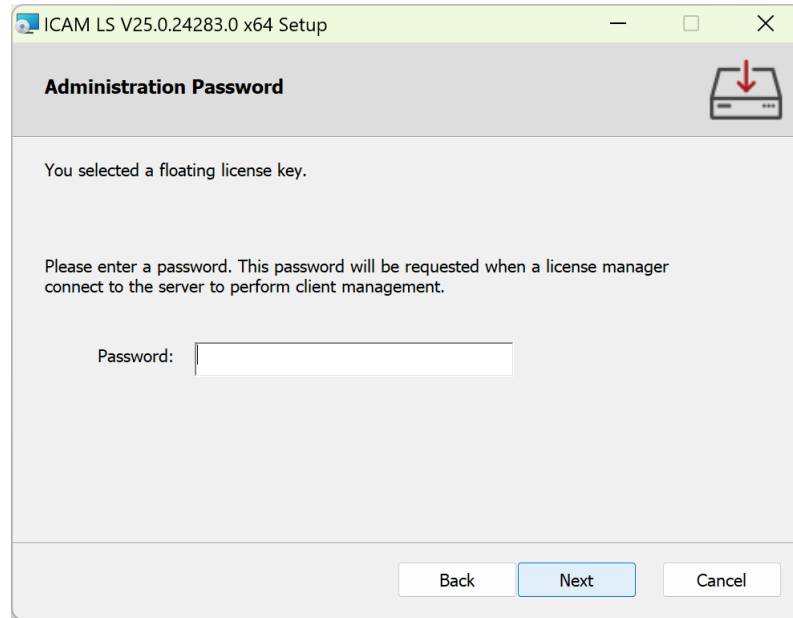 ICAM LS V25.0.24283.0 x64 Setup
Administration Password
You selected a floating license key.
Please enter a password. This password will be requested when a license manager
connect to the server to perform client management.
Password:
Back Next Cancel